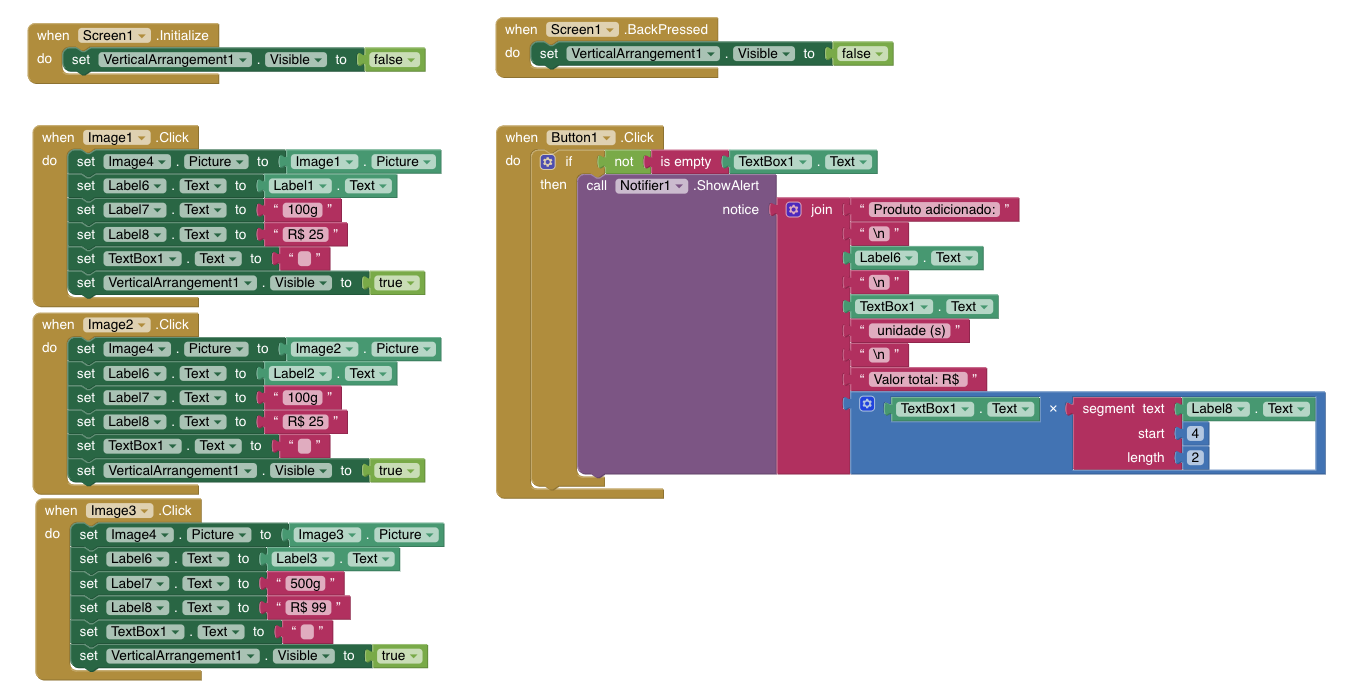 when Screen1 .Initialize
do set VerticalArrangement1 . Visible to false
when Screen1 .BackPressed
do set VerticalArrangement1 . Visible to false
when Image1 .Click
do set Image4 . Picture to Image1 . Picture
set Label6 . Text to Label1 . Text
set Label7 . Text to “ 100g ”
set Label8 . Text to “ R$ 25 ”
set TextBox1 . Text to “ ”
set VerticalArrangement1 . Visible to true
when Image2 .Click
do set Image4 . Picture to Image2 . Picture
set Label6 . Text to Label2 . Text
set Label7 . Text to “ 100g ”
set Label8 . Text to “ R$ 25 ”
set TextBox1 . Text to “ ”
set VerticalArrangement1 . Visible to true
when Image3 .Click
do set Image4 . Picture to Image3 . Picture
set Label6 . Text to Label3 . Text
set Label7 . Text to “ 500g ”
set Label8 . Text to “ R$ 99 ”
set TextBox1 . Text to “ ”
set VerticalArrangement1 . Visible to true
when Button1 .Click
do if not is empty TextBox1 . Text
then call Notifier1 .ShowAlert
notice join “ Produto adicionado: ”
“ \n ”
Label6 . Text
“ \n ”
TextBox1 . Text
“ unidade (s) ”
“ \n ”
“ Valor total: R$ ”
TextBox1 . Text × segment text Label8 . Text
start 4
length 2